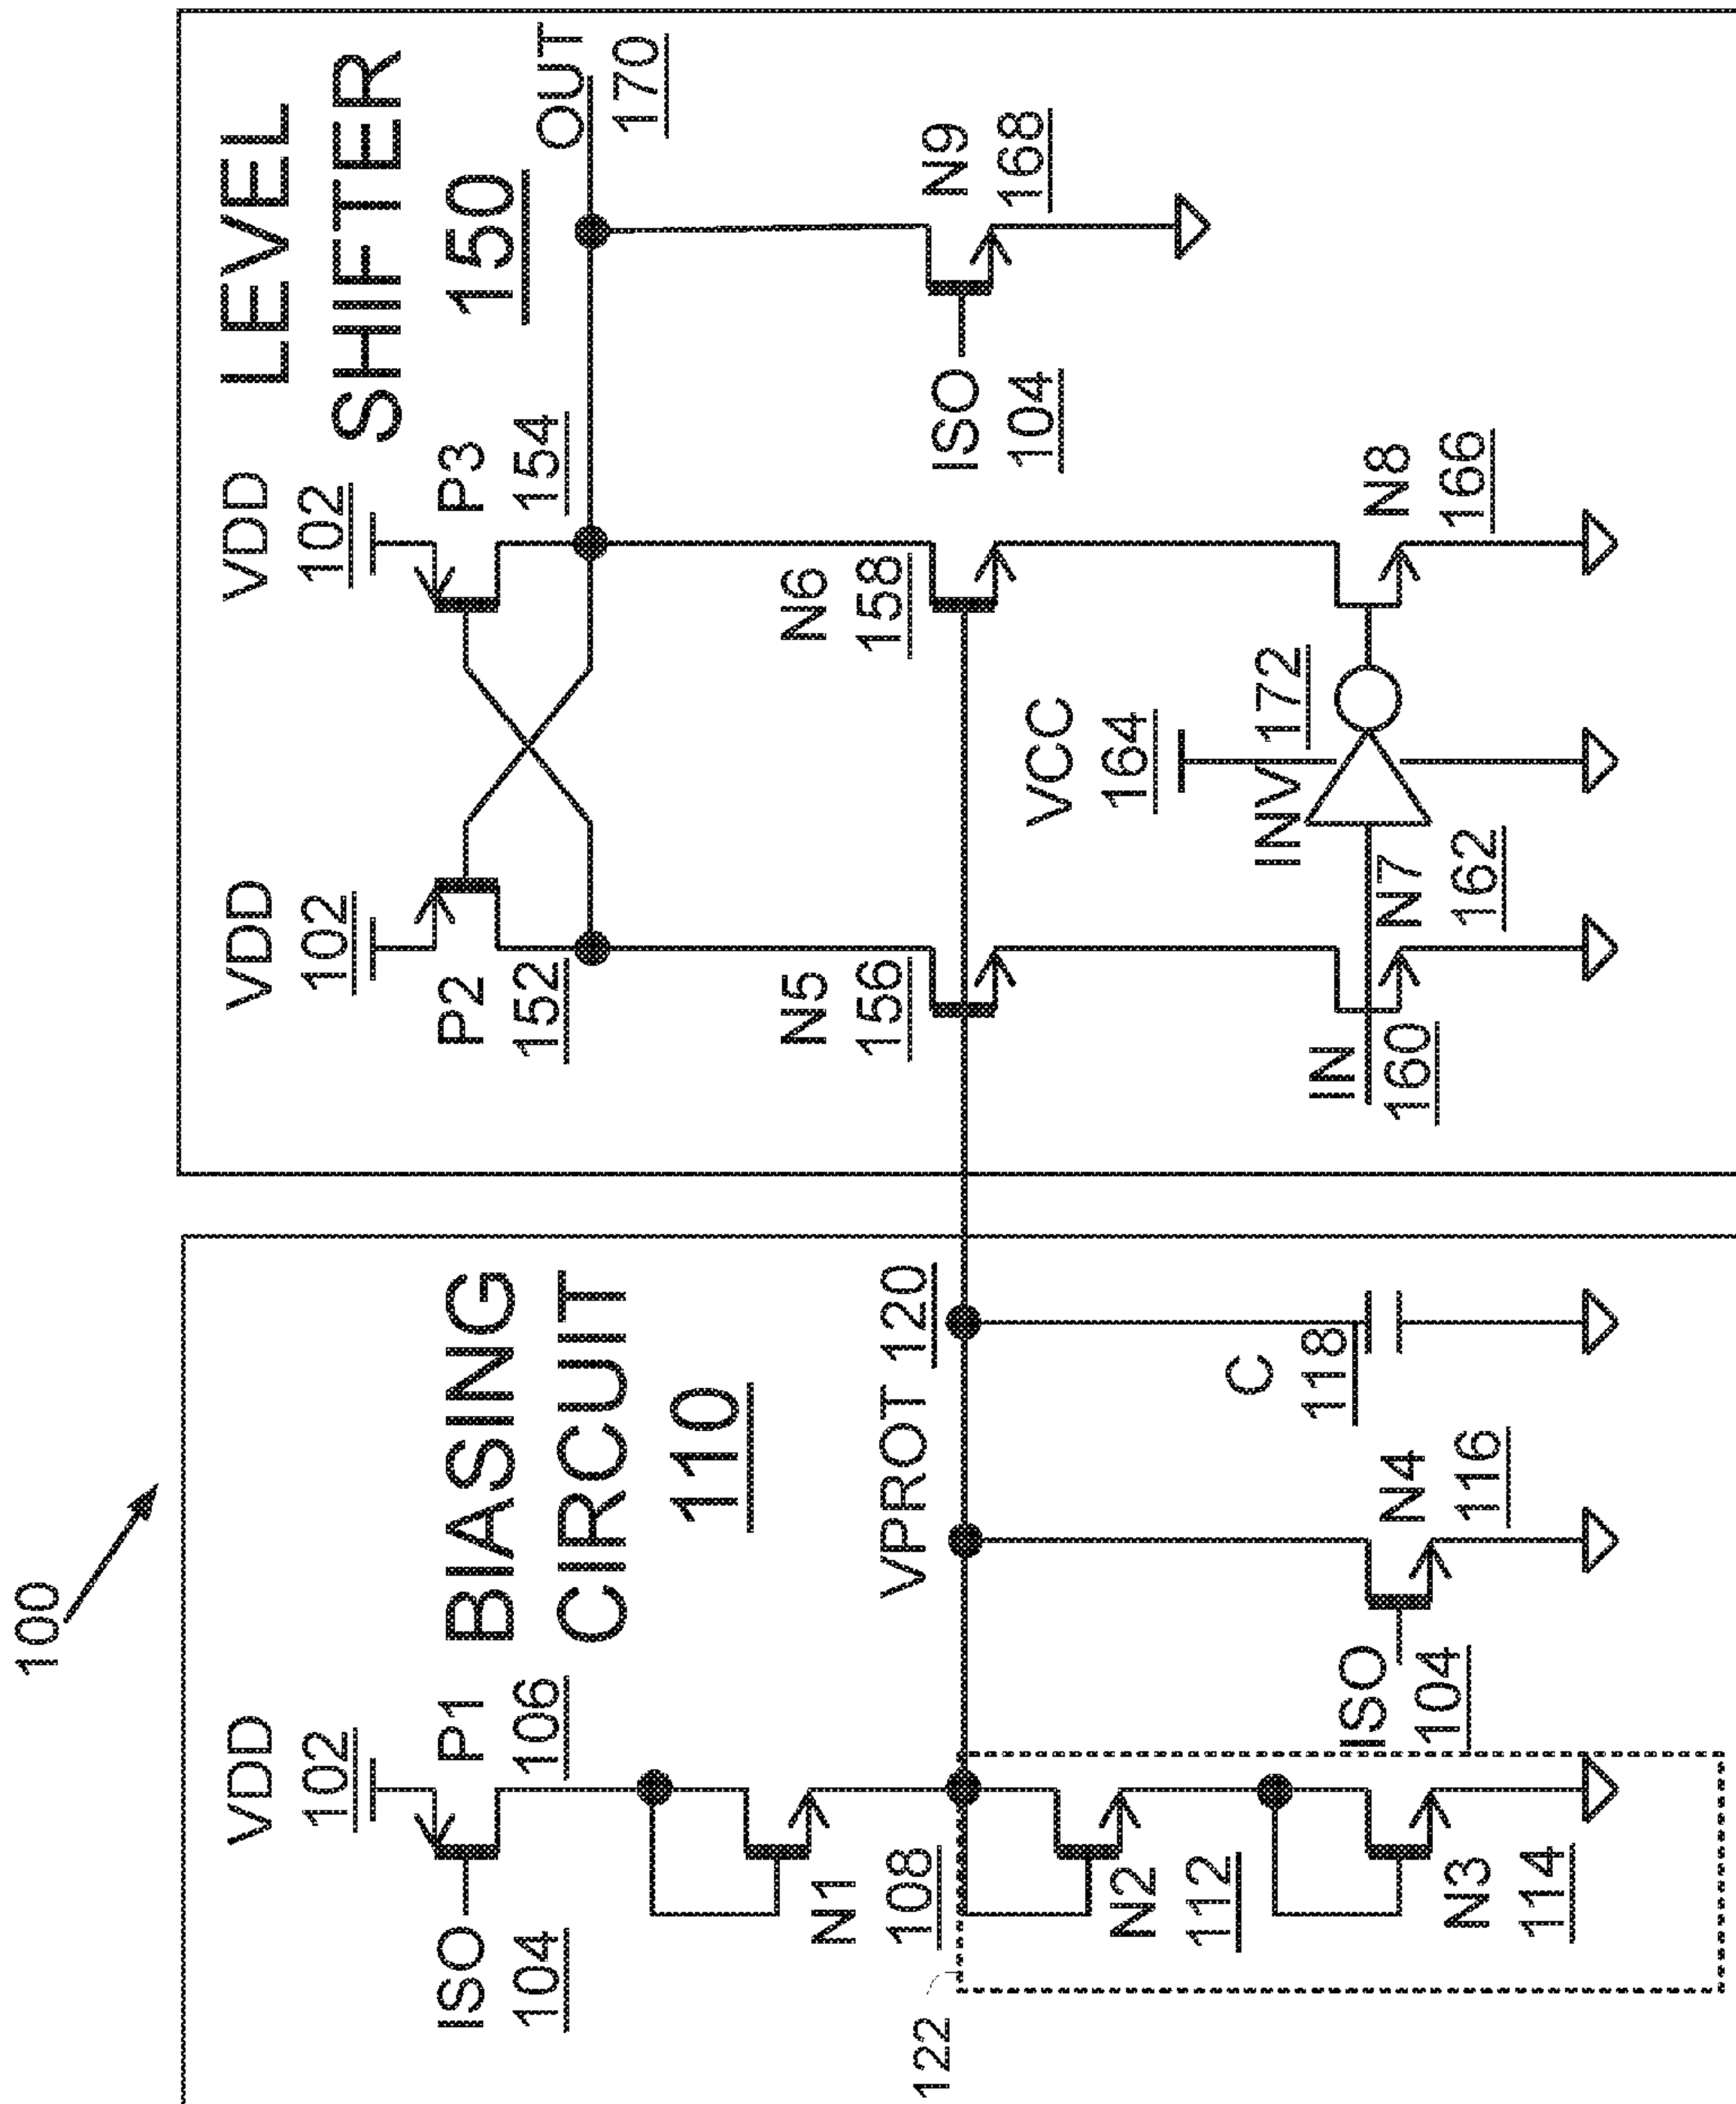 100
BIASING
CIRCUIT
110
VDD
102
P1
106
ISO
104
N1
108
VPROT 120
122
N2
112
N3
114
ISO
104
N4
116
C
118
LEVEL
SHIFTER
150
VDD
102
P2
152
VDD
102
P3
154
OUT
170
N5
156
N6
158
ISO
104
N9
168
VCC
164
INV
172
IN
160
N7
162
N8
166